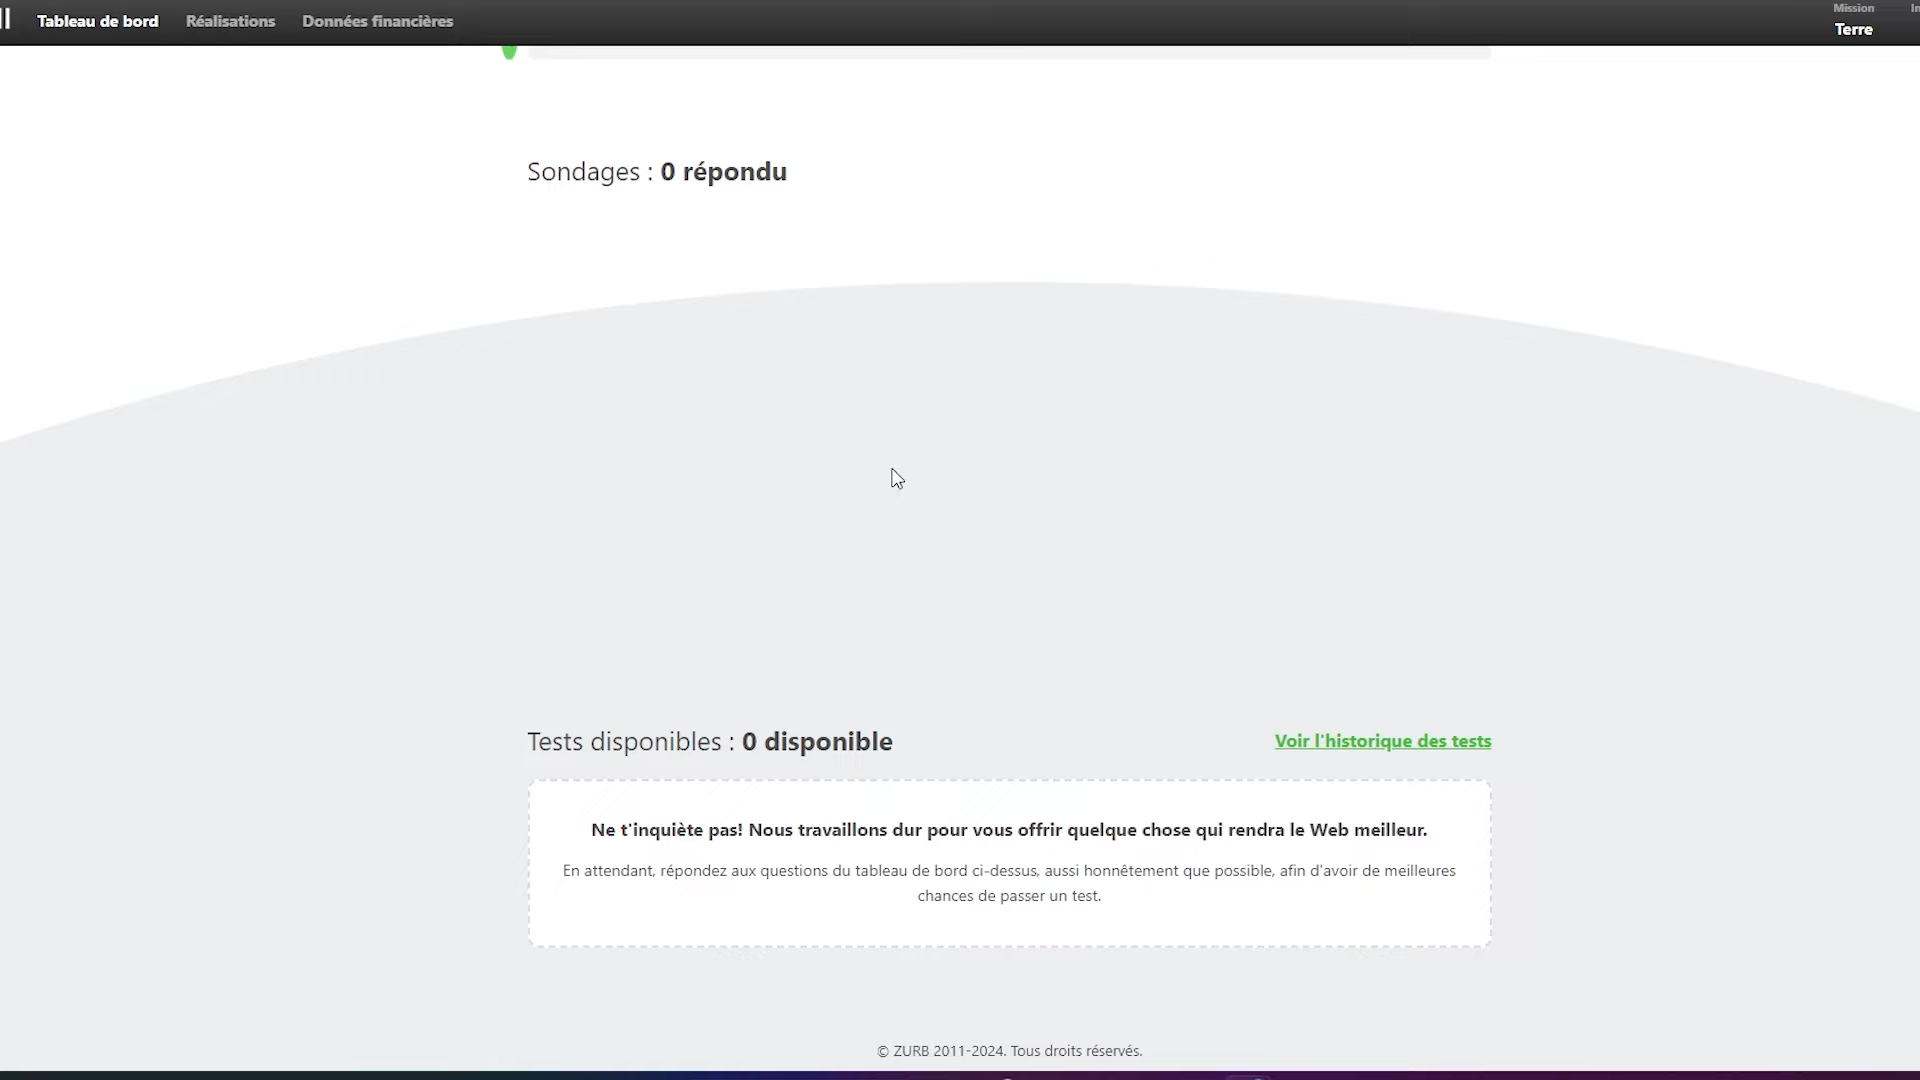 Tableau de bord Réalisations Données financières
Mission
Terre
Sondages : 0 répondu
Tests disponibles : 0 disponible
Voir l'historique des tests
Ne t'inquiète pas! Nous travaillons dur pour vous offrir quelque chose qui rendra le Web meilleur.
En attendant, répondez aux questions du tableau de bord ci-dessus, aussi honnêtement que possible, afin d'avoir de meilleures
chances de passer un test.
© ZURB 2011-2024. Tous droits réservés.